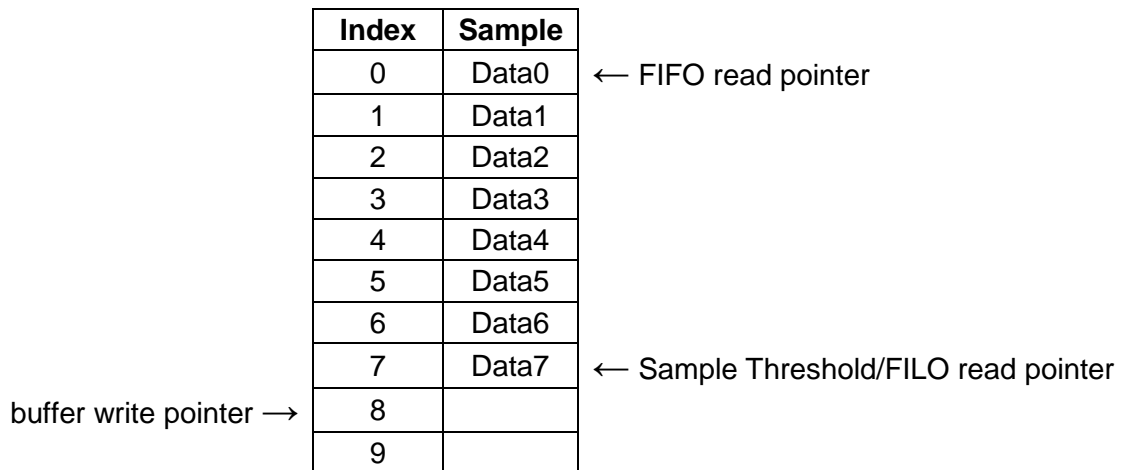 Index Sample
0 Data0 ← FIFO read pointer
1 Data1
2 Data2
3 Data3
4 Data4
5 Data5
6 Data6
7 Data7 ← Sample Threshold/FILO read pointer
buffer write pointer → 8
9